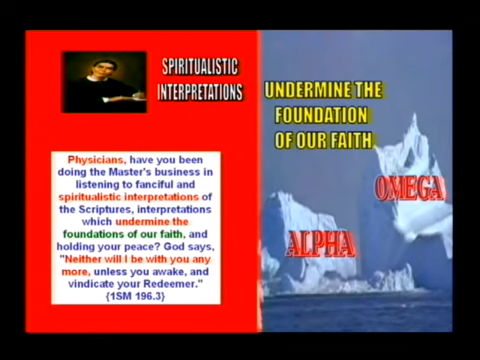 SPIRITUALISTIC
INTERPRETATIONS
Physicians, have you been
doing the Master's business in
listening to fanciful and
spiritualistic interpretations of
the Scriptures, interpretations
which undermine the
foundations of our faith, and
holding your peace? God says,
"Neither will I be with you any
more, unless you awake, and
vindicate your Redeemer."
{1SM 196.3}
UNDERMINE THE
FOUNDATION
OF OUR FAITH
OMEGA
ALPHA